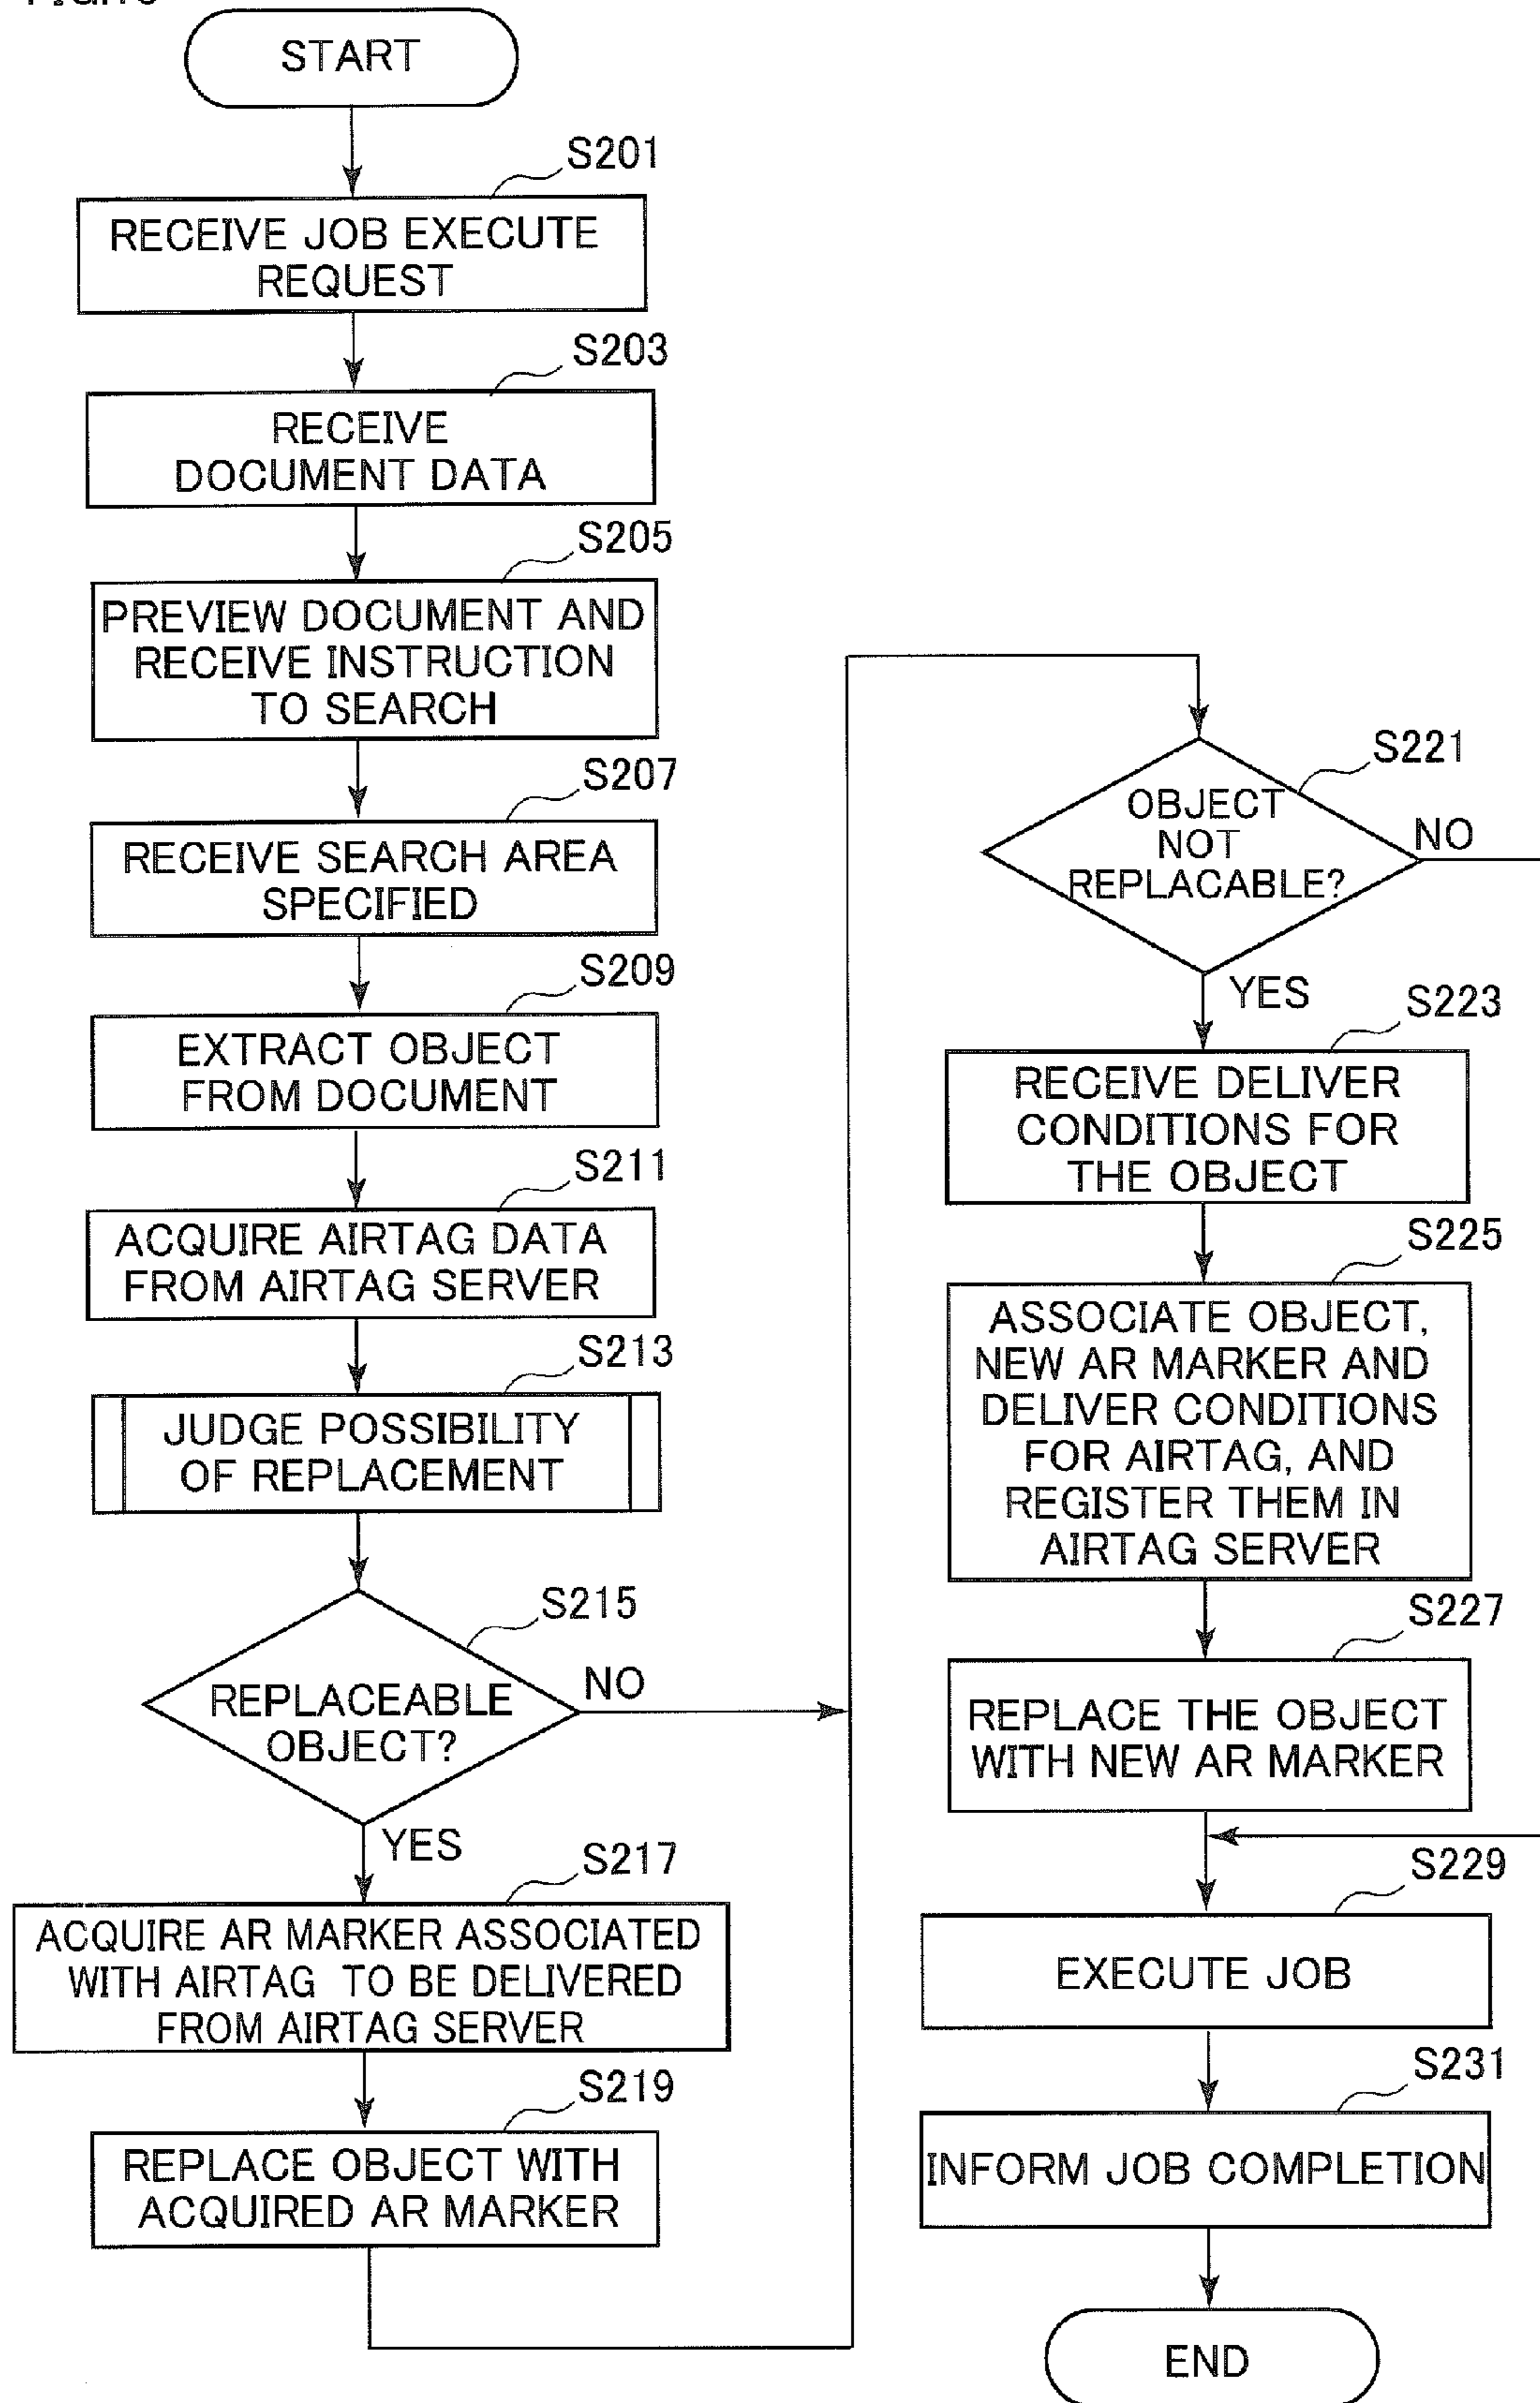 START
S201
RECEIVE JOB EXECUTE
REQUEST
S203
RECEIVE
DOCUMENT DATA
S205
PREVIEW DOCUMENT AND
RECEIVE INSTRUCTION
TO SEARCH
S207
RECEIVE SEARCH AREA
SPECIFIED
S209
EXTRACT OBJECT
FROM DOCUMENT
S211
ACQUIRE AIRTAG DATA
FROM AIRTAG SERVER
S213
JUDGE POSSIBILITY
OF REPLACEMENT
S215
REPLACEABLE
OBJECT?
NO
YES
S217
ACQUIRE AR MARKER ASSOCIATED
WITH AIRTAG TO BE DELIVERED
FROM AIRTAG SERVER
S219
REPLACE OBJECT WITH
ACQUIRED AR MARKER
S221
OBJECT
NOT
REPLACABLE?
NO
YES
S223
RECEIVE DELIVER
CONDITIONS FOR
THE OBJECT
S225
ASSOCIATE OBJECT,
NEW AR MARKER AND
DELIVER CONDITIONS
FOR AIRTAG, AND
REGISTER THEM IN
AIRTAG SERVER
S227
REPLACE THE OBJECT
WITH NEW AR MARKER
S229
EXECUTE JOB
S231
INFORM JOB COMPLETION
END